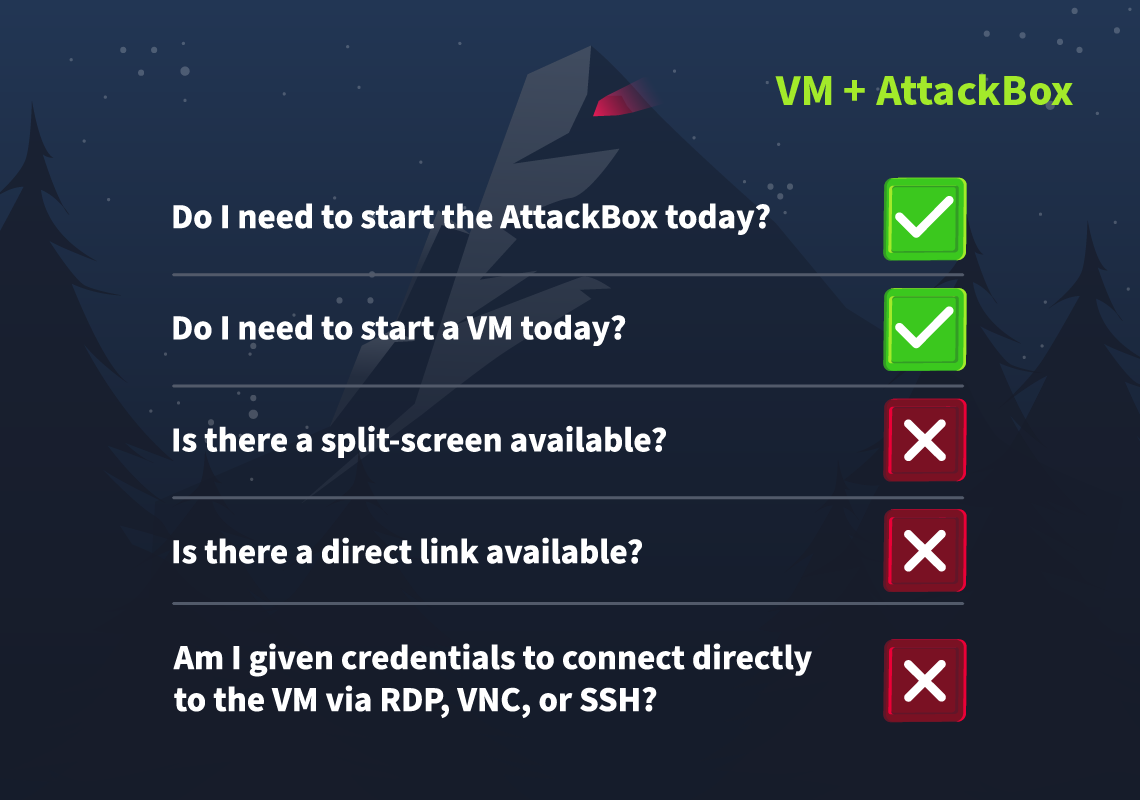 VM + AttackBox
Do I need to start the AttackBox today?
Do I need to start a VM today?
Is there a split-screen available?
Is there a direct link available?
Am I given credentials to connect directly
to the VM via RDP, VNC, or SSH?